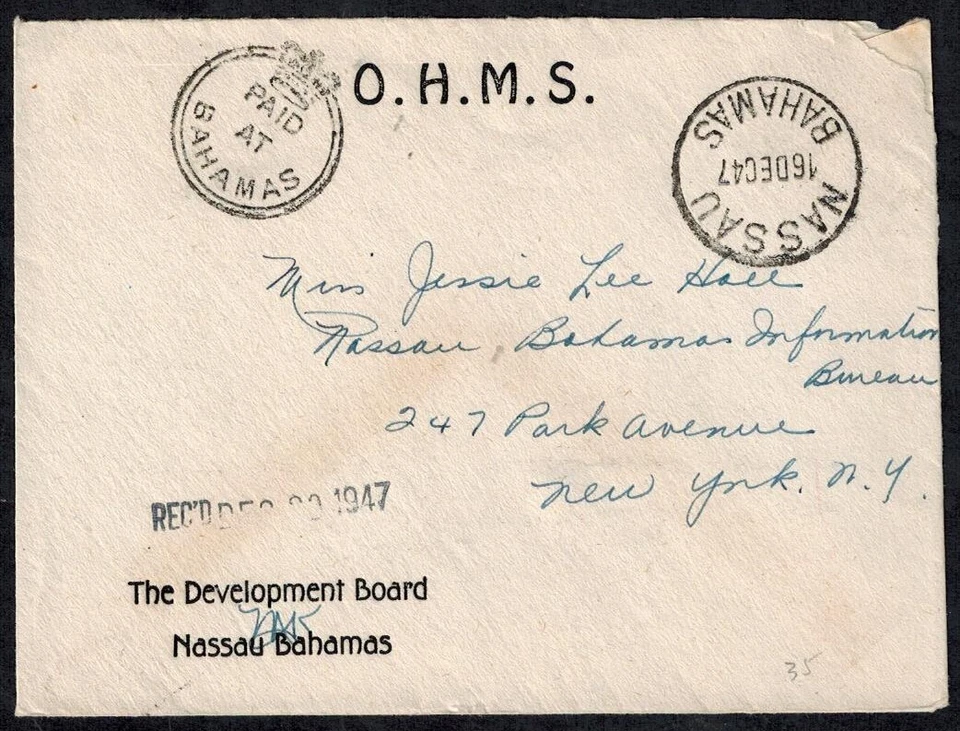 O.H.M.S.
PAID
AT
BAHAMAS
NASSAU
16DEC47
BAHAMAS
Miss Jessie Lee Hall
Nassau, Bahamas Information
Bureau
247 Park Avenue
New York. N.Y.
REC'D DEC 1947
The Development Board
Nassau Bahamas
35